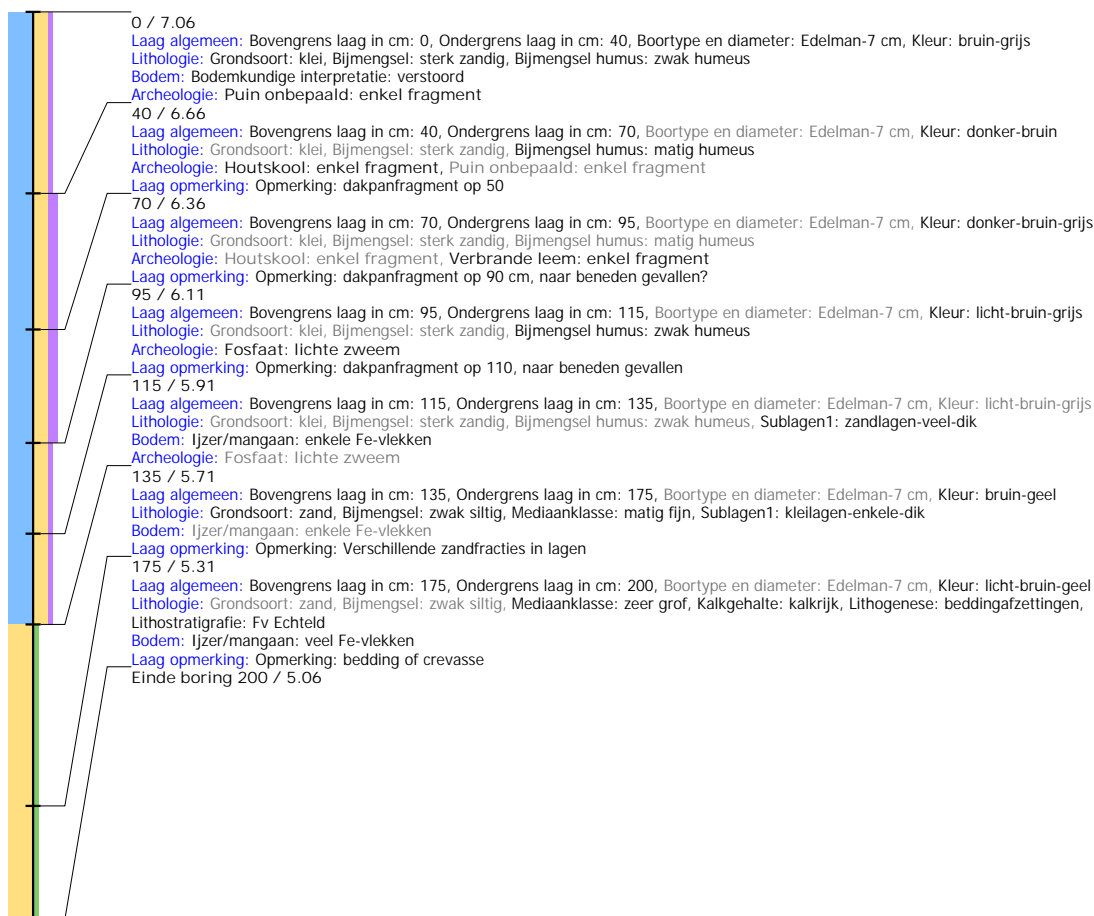 0 / 7.06
Laag algemeen: Bovengrens laag in cm: 0, Ondergrens laag in cm: 40, Boortype en diameter: Edelman-7 cm, Kleur: bruin-grijs
Lithologie: Grondsoort: klei, Bijmengsel: sterk zandig, Bijmengsel humus: zwak humeus
Bodem: Bodemkundige interpretatie: verstoord
Archeologie: Puin onbepaald: enkel fragment
40 / 6.66
Laag algemeen: Bovengrens laag in cm: 40, Ondergrens laag in cm: 70, Boortype en diameter: Edelman-7 cm, Kleur: donker-bruin
Lithologie: Grondsoort: klei, Bijmengsel: sterk zandig, Bijmengsel humus: matig humeus
Archeologie: Houtskool: enkel fragment, Puin onbepaald: enkel fragment
Laag opmerking: Opmerking: dakpanfragment op 50
70 / 6.36
Laag algemeen: Bovengrens laag in cm: 70, Ondergrens laag in cm: 95, Boortype en diameter: Edelman-7 cm, Kleur: donker-bruin-grijs
Lithologie: Grondsoort: klei, Bijmengsel: sterk zandig, Bijmengsel humus: matig humeus
Archeologie: Houtskool: enkel fragment, Verbrande leem: enkel fragment
Laag opmerking: Opmerking: dakpanfragment op 90 cm, naar beneden gevallen?
95 / 6.11
Laag algemeen: Bovengrens laag in cm: 95, Ondergrens laag in cm: 115, Boortype en diameter: Edelman-7 cm, Kleur: licht-bruin-grijs
Lithologie: Grondsoort: klei, Bijmengsel: sterk zandig, Bijmengsel humus: zwak humeus
Archeologie: Fosfaat: lichte zweem
Laag opmerking: Opmerking: dakpanfragment op 110, naar beneden gevallen
115 / 5.91
Laag algemeen: Bovengrens laag in cm: 115, Ondergrens laag in cm: 135, Boortype en diameter: Edelman-7 cm, Kleur: licht-bruin-grijs
Lithologie: Grondsoort: klei, Bijmengsel: sterk zandig, Bijmengsel humus: zwak humeus, Sublagen1: zandlagen-veel-dik
Bodem: Ijzer/mangaan: enkele Fe-vlekken
Archeologie: Fosfaat: lichte zweem
135 / 5.71
Laag algemeen: Bovengrens laag in cm: 135, Ondergrens laag in cm: 175, Boortype en diameter: Edelman-7 cm, Kleur: bruin-geel
Lithologie: Grondsoort: zand, Bijmengsel: zwak siltig, Mediaanklasse: matig fijn, Sublagen1: kleilagen-enkele-dik
Bodem: Ijzer/mangaan: enkele Fe-vlekken
Laag opmerking: Opmerking: Verschillende zandfracties in lagen
175 / 5.31
Laag algemeen: Bovengrens laag in cm: 175, Ondergrens laag in cm: 200, Boortype en diameter: Edelman-7 cm, Kleur: licht-bruin-geel
Lithologie: Grondsoort: zand, Bijmengsel: zwak siltig, Mediaanklasse: zeer grof, Kalkgehalte: kalkrijk, Lithogenese: beddingafzettingen,
Lithostratigrafie: Fv Echteld
Bodem: Ijzer/mangaan: veel Fe-vlekken
Laag opmerking: Opmerking: bedding of crevasse
Einde boring 200 / 5.06